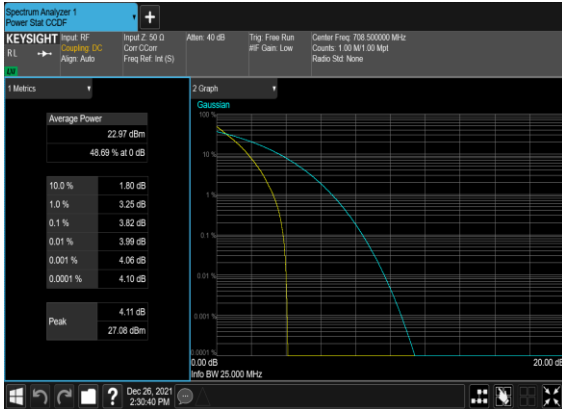 Spectrum Analyzer 1
Power Stat CCDF
+
KEYSIGHT
RL
Input: RF
Coupling: DC
Align: Auto
Input Z: 50 Ω
Corr CCorr
Freq Ref: Int (S)
Atten: 40 dB
Trig: Free Run
#IF Gain: Low
Center Freq: 708.500000 MHz
Counts: 1.00 M/1.00 Mpt
Radio Std: None
1 Metrics
Average Power
22.97 dBm
48.69 % at 0 dB
10.0 % 1.80 dB
1.0 % 3.25 dB
0.1 % 3.82 dB
0.01 % 3.99 dB
0.001 % 4.06 dB
0.0001 % 4.10 dB
Peak
4.11 dB
27.08 dBm
2 Graph
Gaussian
100 %
10 %
1 %
0.1 %
0.01 %
0.001 %
0.0001 %
0.00 dB 20.00 dB
Info BW 25.000 MHz
?
Dec 26, 2021
2:30:40 PM